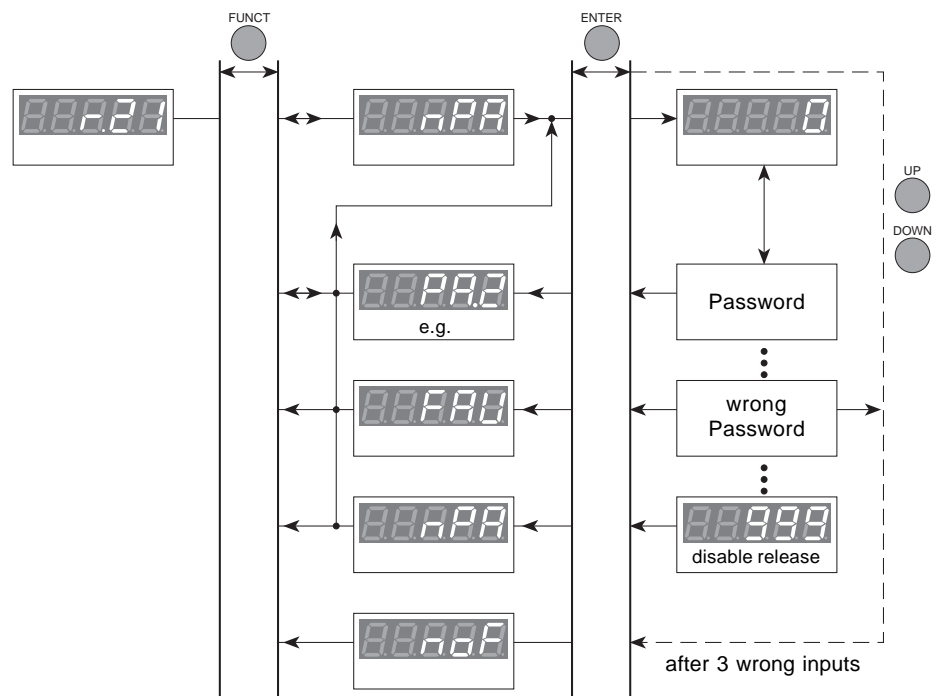 FUNCT
ENTER
r.21
nPA
0
UP
DOWN
PA.2
e.g.
Password
FAU
wrong
Password
nPA
999
disable release
noF
after 3 wrong inputs